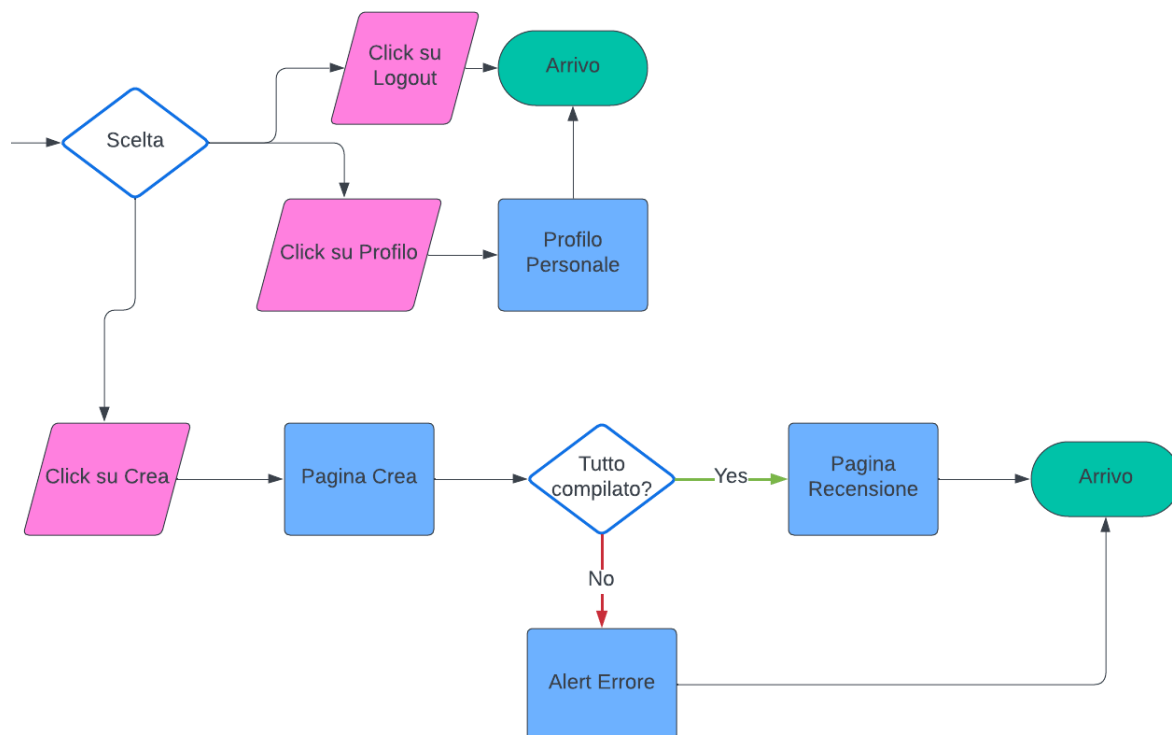 Click su
Logout
Arrivo
Scelta
Click su Profilo
Profilo
Personale
Click su Crea
Pagina Crea
Tutto
compilato?
Yes
Pagina
Recensione
Arrivo
No
Alert Errore